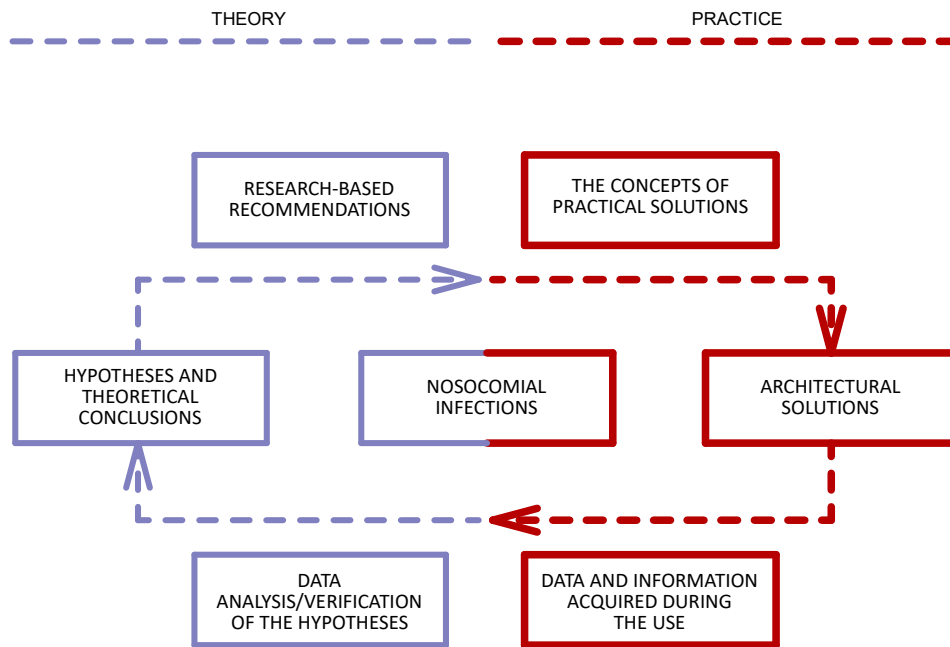 THEORY
PRACTICE
RESEARCH-BASED
RECOMMENDATIONS
THE CONCEPTS OF
PRACTICAL SOLUTIONS
HYPOTHESES AND
THEORETICAL
CONCLUSIONS
NOSOCOMIAL
INFECTIONS
ARCHITECTURAL
SOLUTIONS
DATA
ANALYSIS/VERIFICATION
OF THE HYPOTHESES
DATA AND INFORMATION
ACQUIRED DURING
THE USE